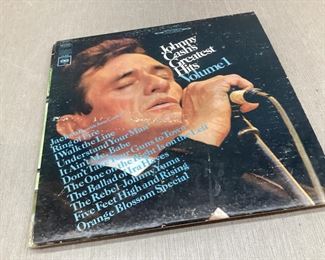 Johnny
Cash's
Greatest
Hits
Volume 1
Jackson
Ring of Fire
I Walk the Line
Understand Your Man
It Ain't Me Babe
Don't Take Your Guns to Town
The One on the Right Is on the Left
The Ballad of Ira Hayes
The Rebel-Johnny Yuma
Five Feet High and Rising
Orange Blossom Special